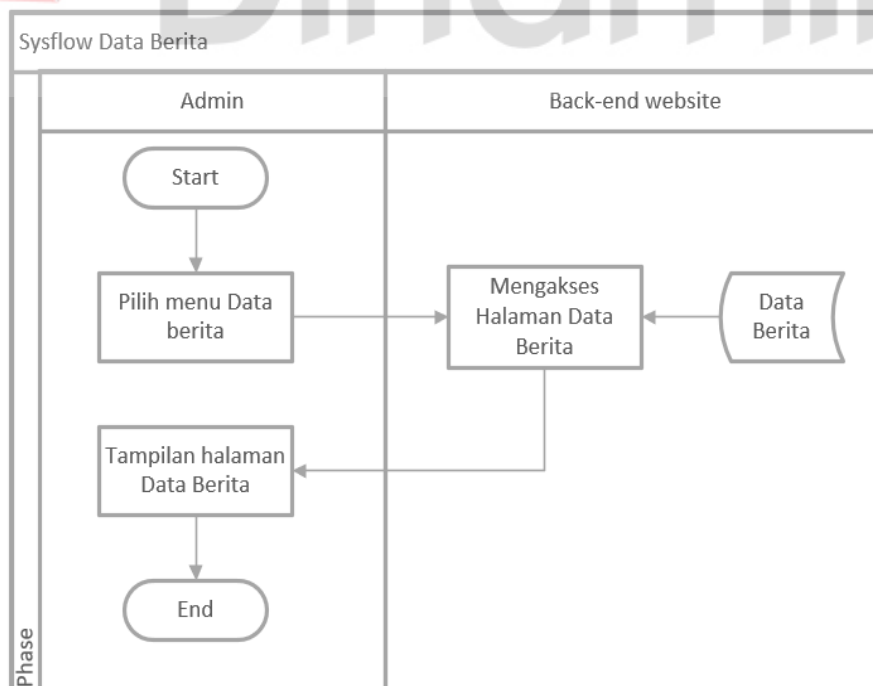 Sysflow Data Berita
Admin
Back-end website
Start
Pilih menu Data
berita
Mengakses
Halaman Data
Berita
Data
Berita
Tampilan halaman
Data Berita
End
Phase